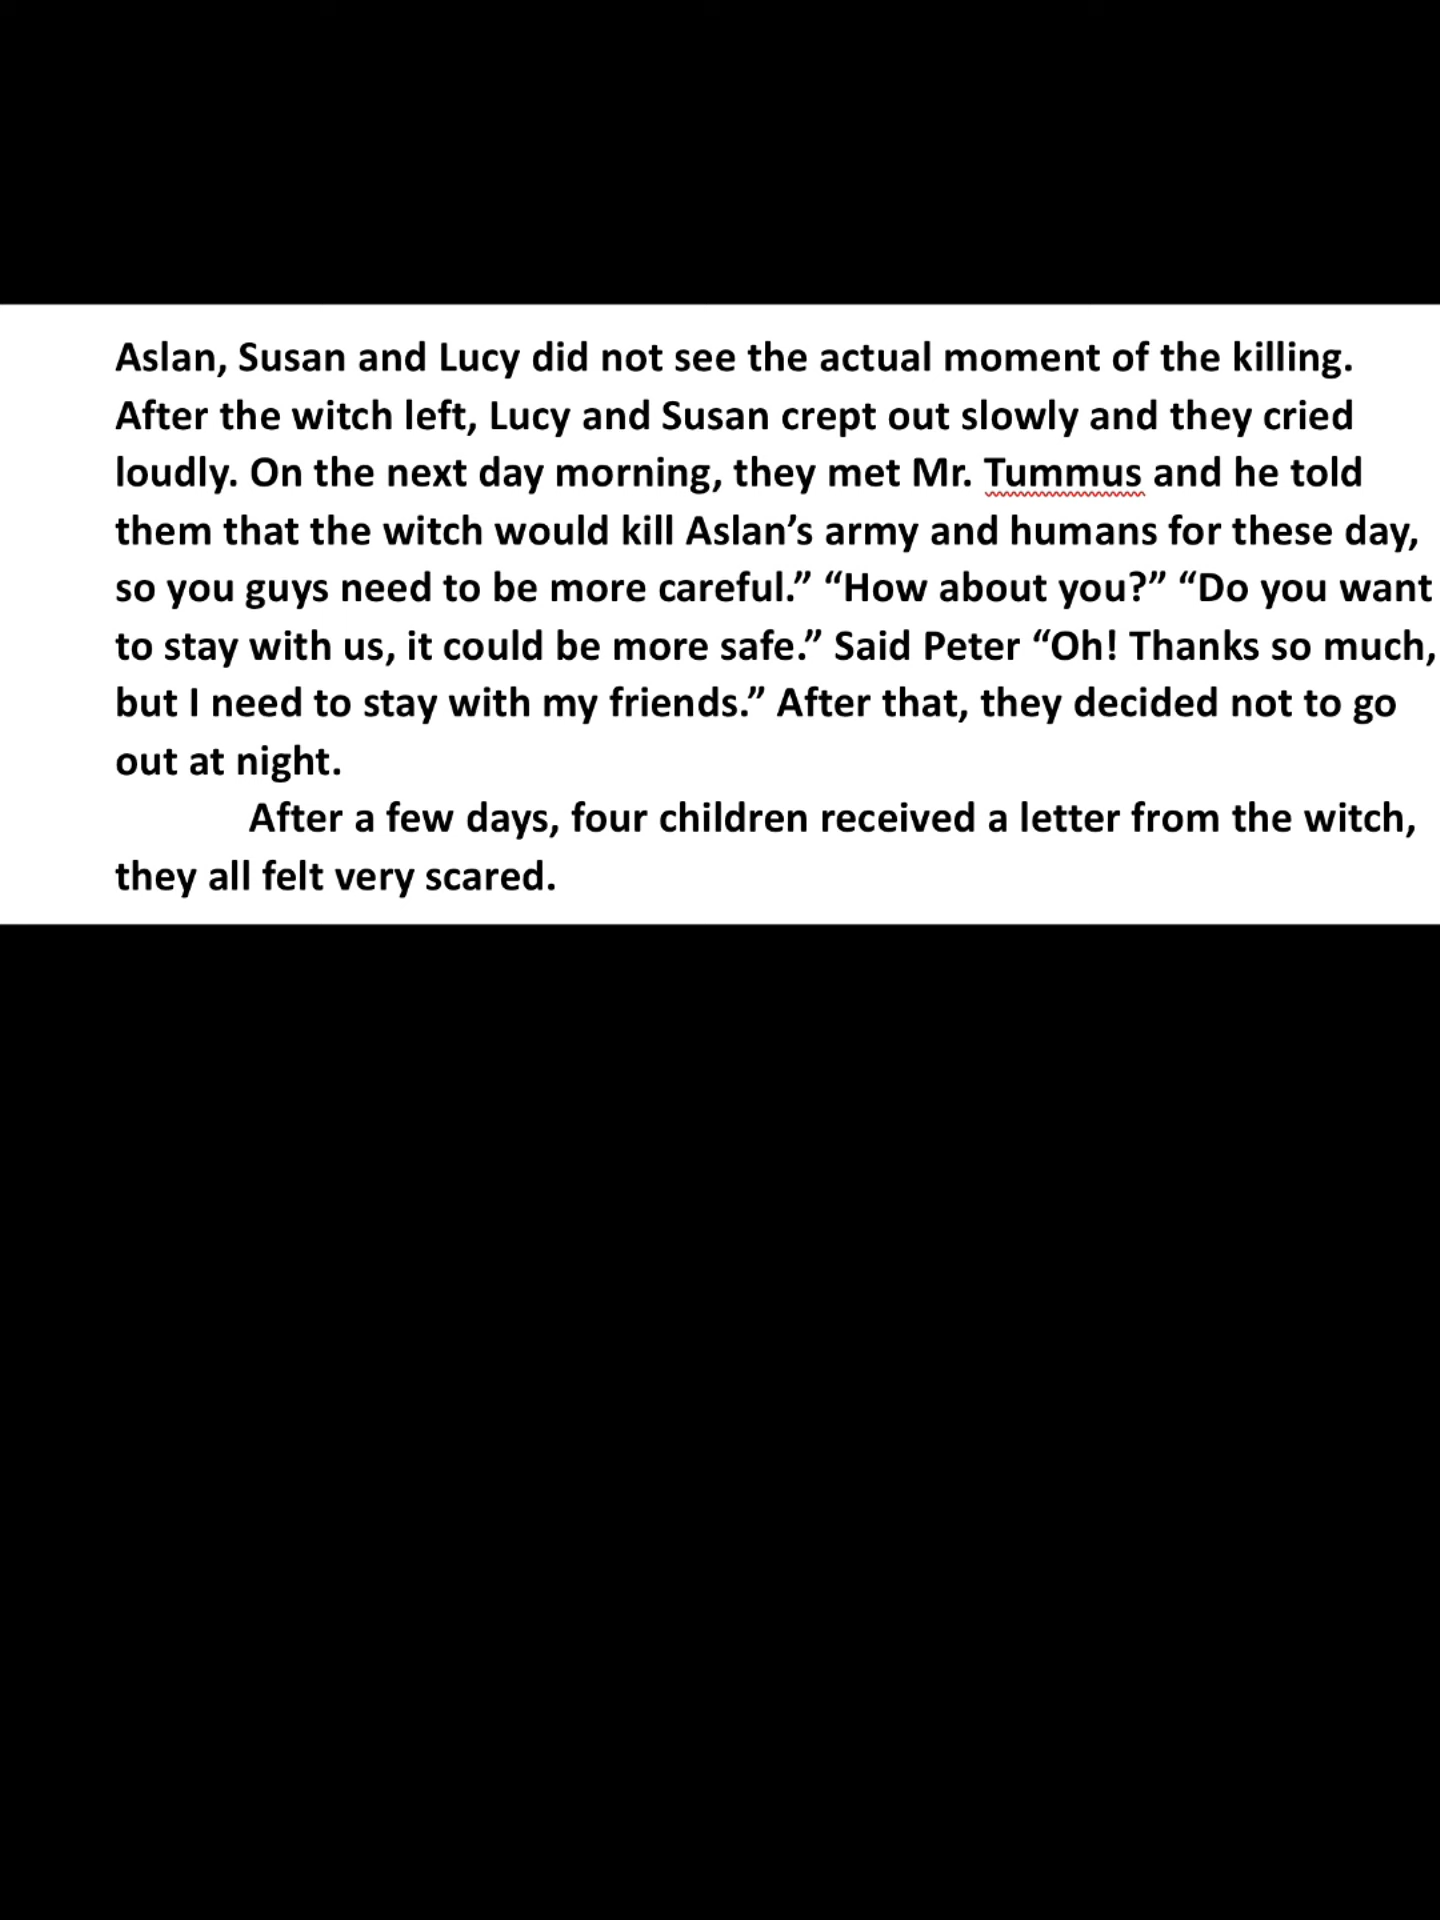 Aslan, Susan and Lucy did not see the actual moment of the killing.
After the witch left, Lucy and Susan crept out slowly and they cried
loudly. On the next day morning, they met Mr. Tummus and he told
them that the witch would kill Aslan’s army and humans for these day,
so you guys need to be more careful.” “How about you?” “Do you want
to stay with us, it could be more safe.” Said Peter “Oh! Thanks so much,
but I need to stay with my friends.” After that, they decided not to go
out at night.
After a few days, four children received a letter from the witch,
they all felt very scared.